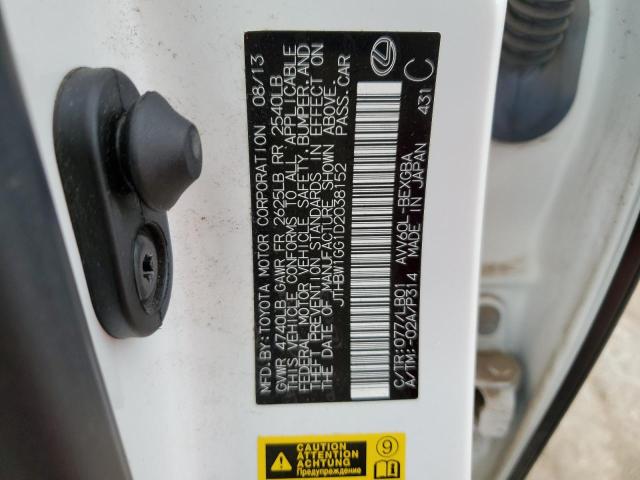 MFD.BY:TOYOTA MOTOR CORPORATION 08/13
GVWR 4740LB GAWR FR 2625LB RR 2540LB
THIS VEHICLE CONFORMS TO ALL APPLICABLE
FEDERAL MOTOR VEHICLE SAFETY, BUMPER, AND
THEFT PREVENTION STANDARDS IN EFFECT ON
THE DATE OF MANUFACTURE SHOWN ABOVE.
JTHBW1GG1D2038152 PASS.CAR
C/TR:077/LB01 AVV60L-BEXGBA
A/TM:-02A/P314 MADE IN JAPAN 431 C
CAUTION
ATTENTION
ACHTUNG
ПРЕДУПРЕЖДЕНИЕ
9